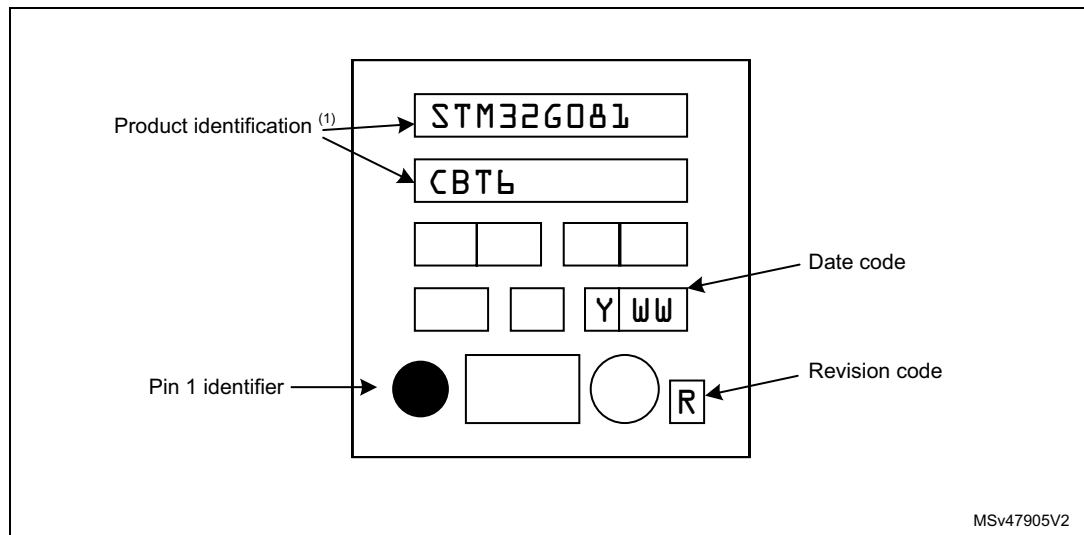 STM32G081
Product identification (1)
CBT6
Date code
Y WW
Pin 1 identifier
Revision code
R
MSv47905V2